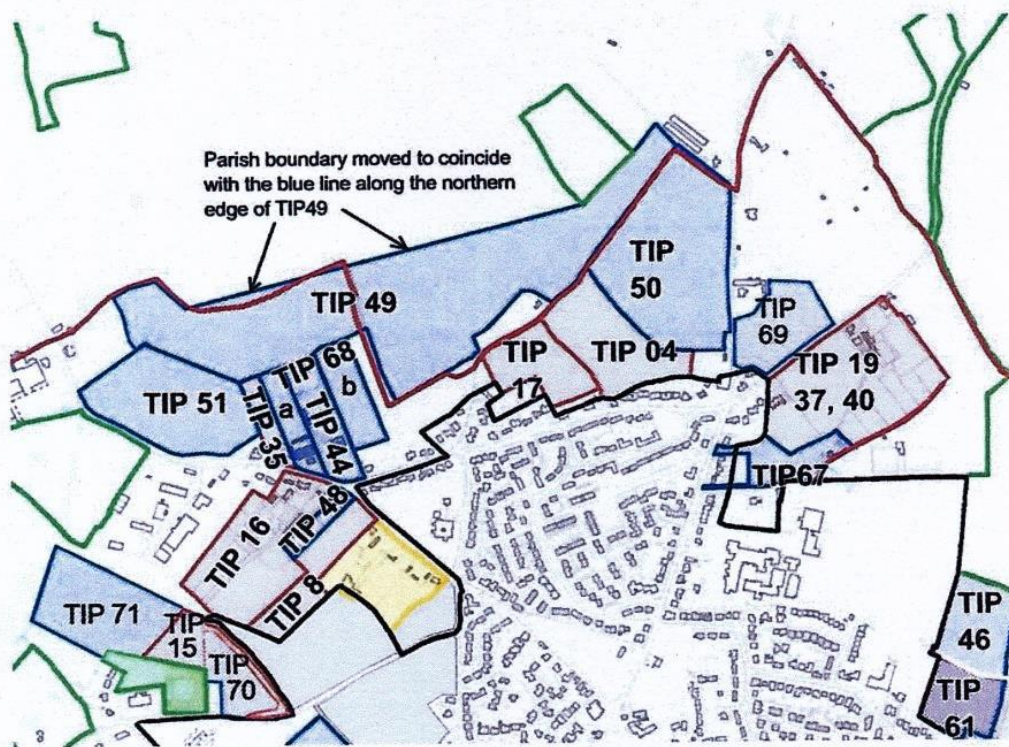 Parish boundary moved to coincide
with the blue line along the northern
edge of TIP49
TIP
50
TIP 49
TIP
69
TIP 68
b
TIP
17
TIP 04
TIP 19
37, 40
TIP 51
a
TIP 35
TIP 44
TIP67
TIP 48
TIP 16
TIP 8
TIP 71
TIP
15
TIP
70
TIP
46
TIP
61